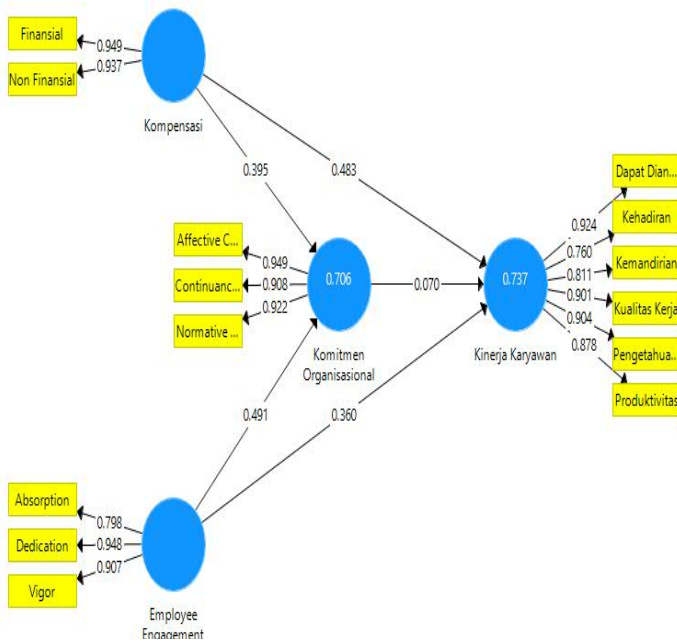 Finansial
0.949
Non Finansial
0.937
Kompensasi
0.395
0.483
Affective C...
0.949
Continuanc...
0.908
Normative ...
0.922
0.706
Komitmen
Organisasional
0.070
0.737
Kinerja Karyawan
Dapat Dian...
0.924
Kehadiran
0.760
Kemandirian
0.811
Kualitas Kerja
0.901
Pengetahua...
0.904
Produktivitas
0.878
0.491
0.360
Absorption
0.798
Dedication
0.948
Vigor
0.907
Employee
Engagement